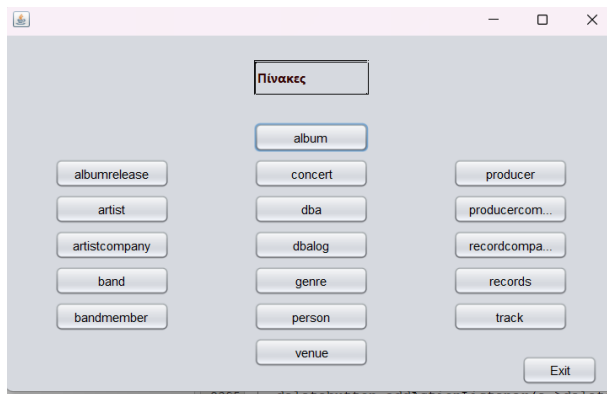 Πίνακες
album
albumrelease concert producer
artist dba producercom...
artistcompany dbalog recordcompa...
band genre records
bandmember person track
venue
Exit